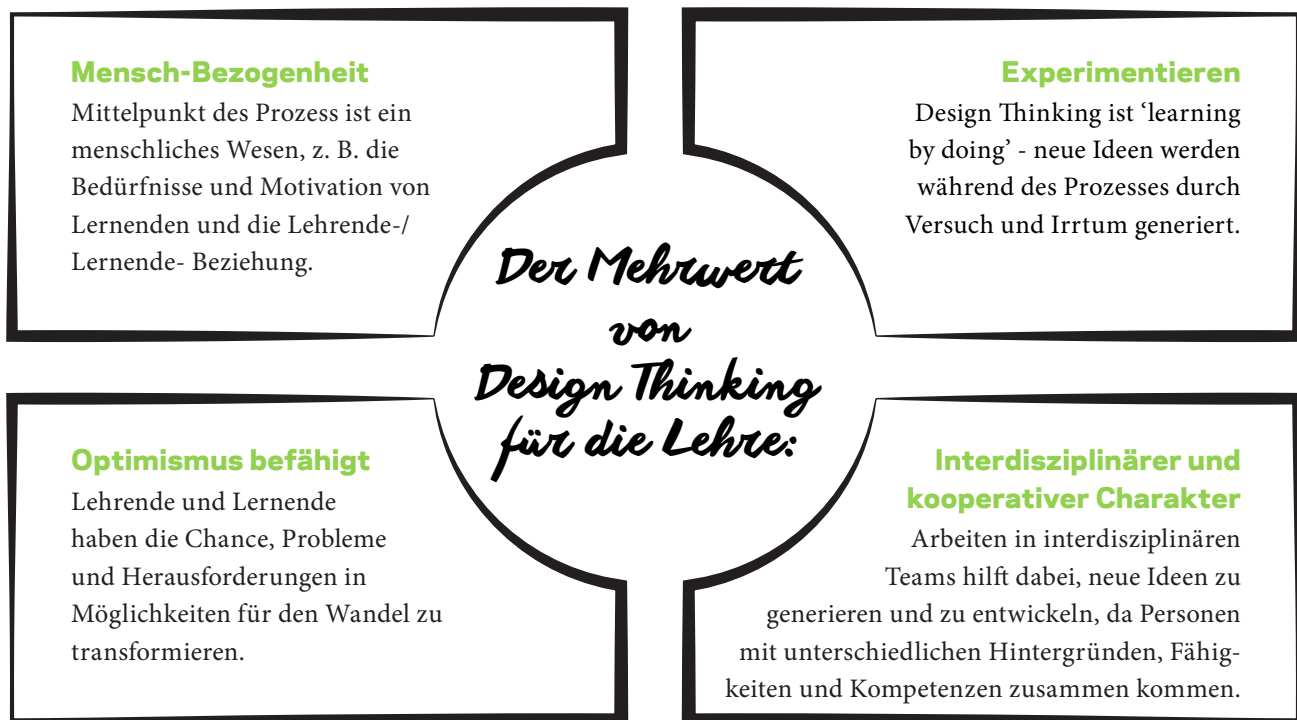 Mensch-Bezogenheit
Mittelpunkt des Prozess ist ein
menschliches Wesen, z. B. die
Bedürfnisse und Motivation von
Lernenden und die Lehrende-/
Lernende- Beziehung.
Experimentieren
Design Thinking ist ‘learning
by doing’ - neue Ideen werden
während des Prozesses durch
Versuch und Irrtum generiert.
Der Mehrwert
von
Design Thinking
für die Lehre:
Optimismus befähigt
Lehrende und Lernende
haben die Chance, Probleme
und Herausforderungen in
Möglichkeiten für den Wandel zu
transformieren.
Interdisziplinärer und
kooperativer Charakter
Arbeiten in interdisziplinären
Teams hilft dabei, neue Ideen zu
generieren und zu entwickeln, da Personen
mit unterschiedlichen Hintergründen, Fähig-
keiten und Kompetenzen zusammen kommen.